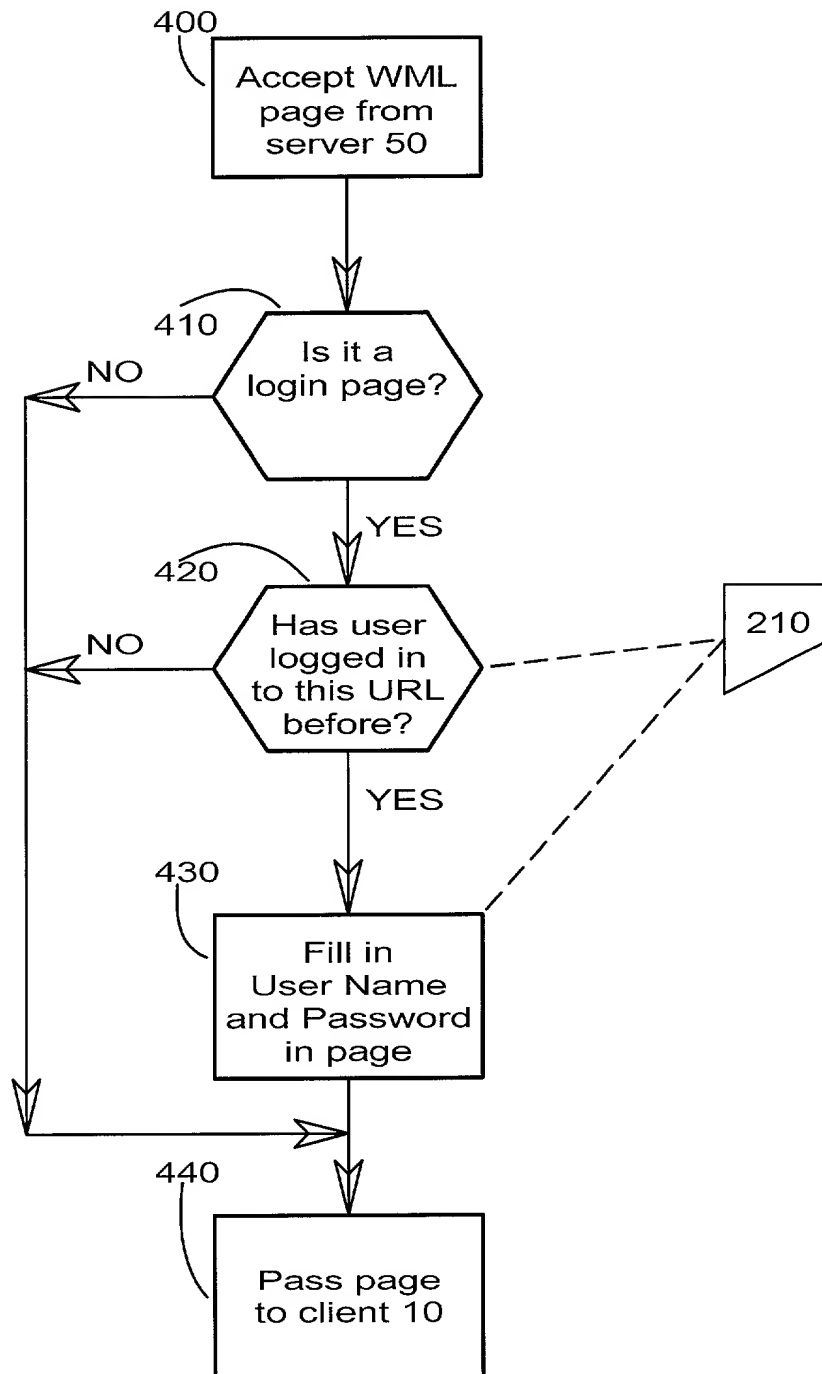 400
Accept WML
page from
server 50
410
Is it a
login page?
NO
YES
420
Has user
logged in
to this URL
before?
NO
210
YES
430
Fill in
User Name
and Password
in page
440
Pass page
to client 10